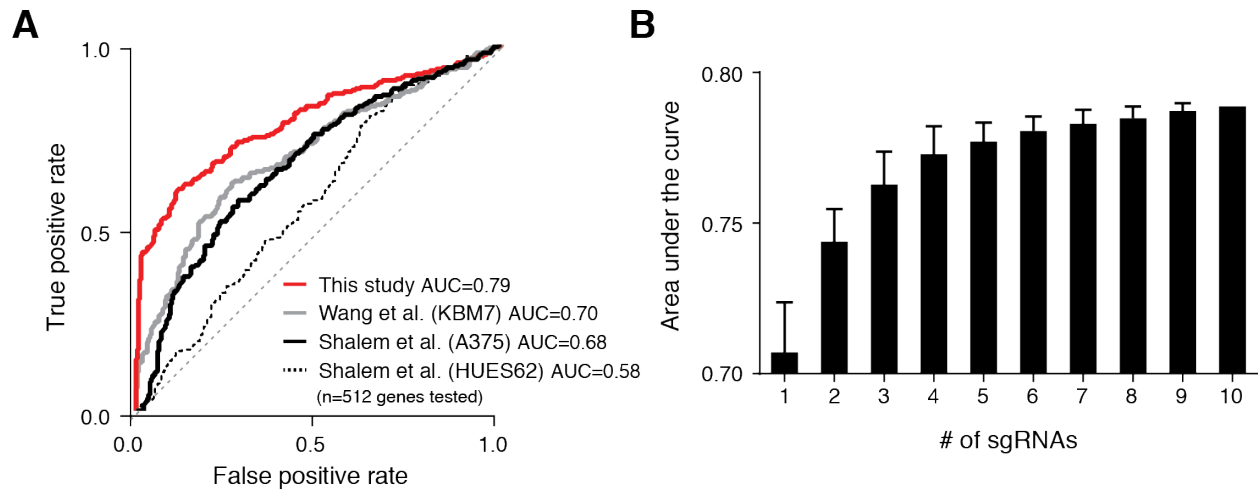 A
True positive rate
1.0
0.5
0.0
0.0 0.5 1.0
False positive rate
This study AUC=0.79
Wang et al. (KBM7) AUC=0.70
Shalem et al. (A375) AUC=0.68
Shalem et al. (HUES62) AUC=0.58
(n=512 genes tested)
B
Area under the curve
0.80
0.75
0.70
1 2 3 4 5 6 7 8 9 10
# of sgRNAs